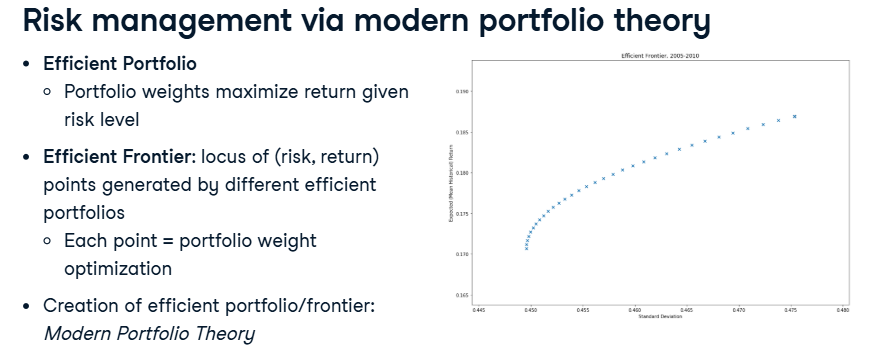 Risk management via modern portfolio theory
• Efficient Portfolio
○ Portfolio weights maximize return given
risk level
• Efficient Frontier: locus of (risk, return)
points generated by different efficient
portfolios
○ Each point = portfolio weight
optimization
• Creation of efficient portfolio/frontier:
Modern Portfolio Theory
Efficient Frontier, 2005-2010
Expected (Mean Historical) Return
0.190
0.185
0.180
0.175
0.170
0.165
0.445 0.450 0.455 0.460 0.465 0.470 0.475 0.480
Standard Deviation